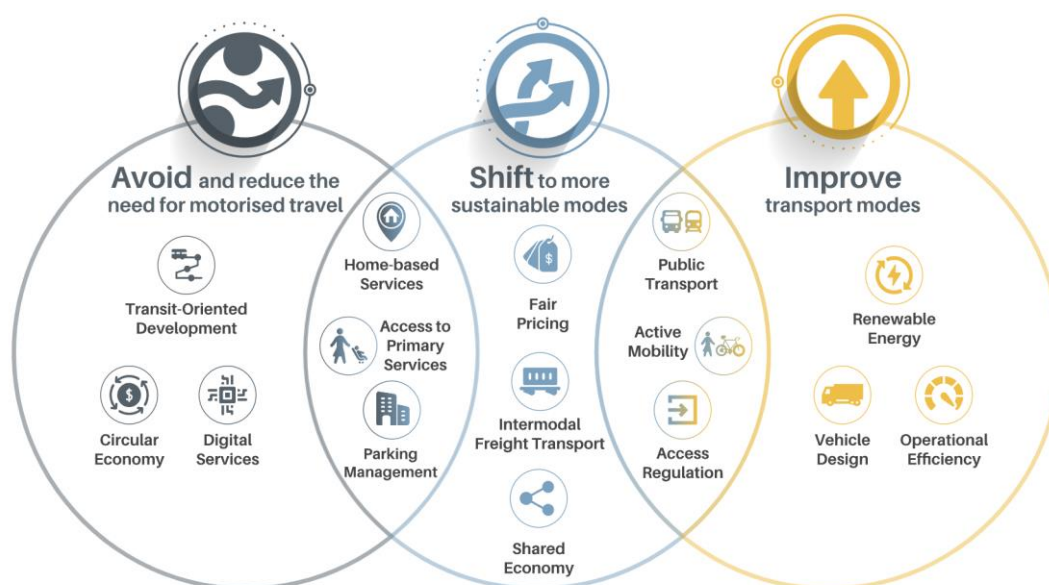 Avoid and reduce the
need for motorised travel
Transit-Oriented
Development
Circular
Economy
Digital
Services
Home-based
Services
Access to
Primary
Services
Parking
Management
Shift to more
sustainable modes
$
Fair
Pricing
Intermodal
Freight Transport
Shared
Economy
Public
Transport
Active
Mobility
Access
Regulation
Improve
transport modes
Renewable
Energy
Vehicle
Design
Operational
Efficiency
$